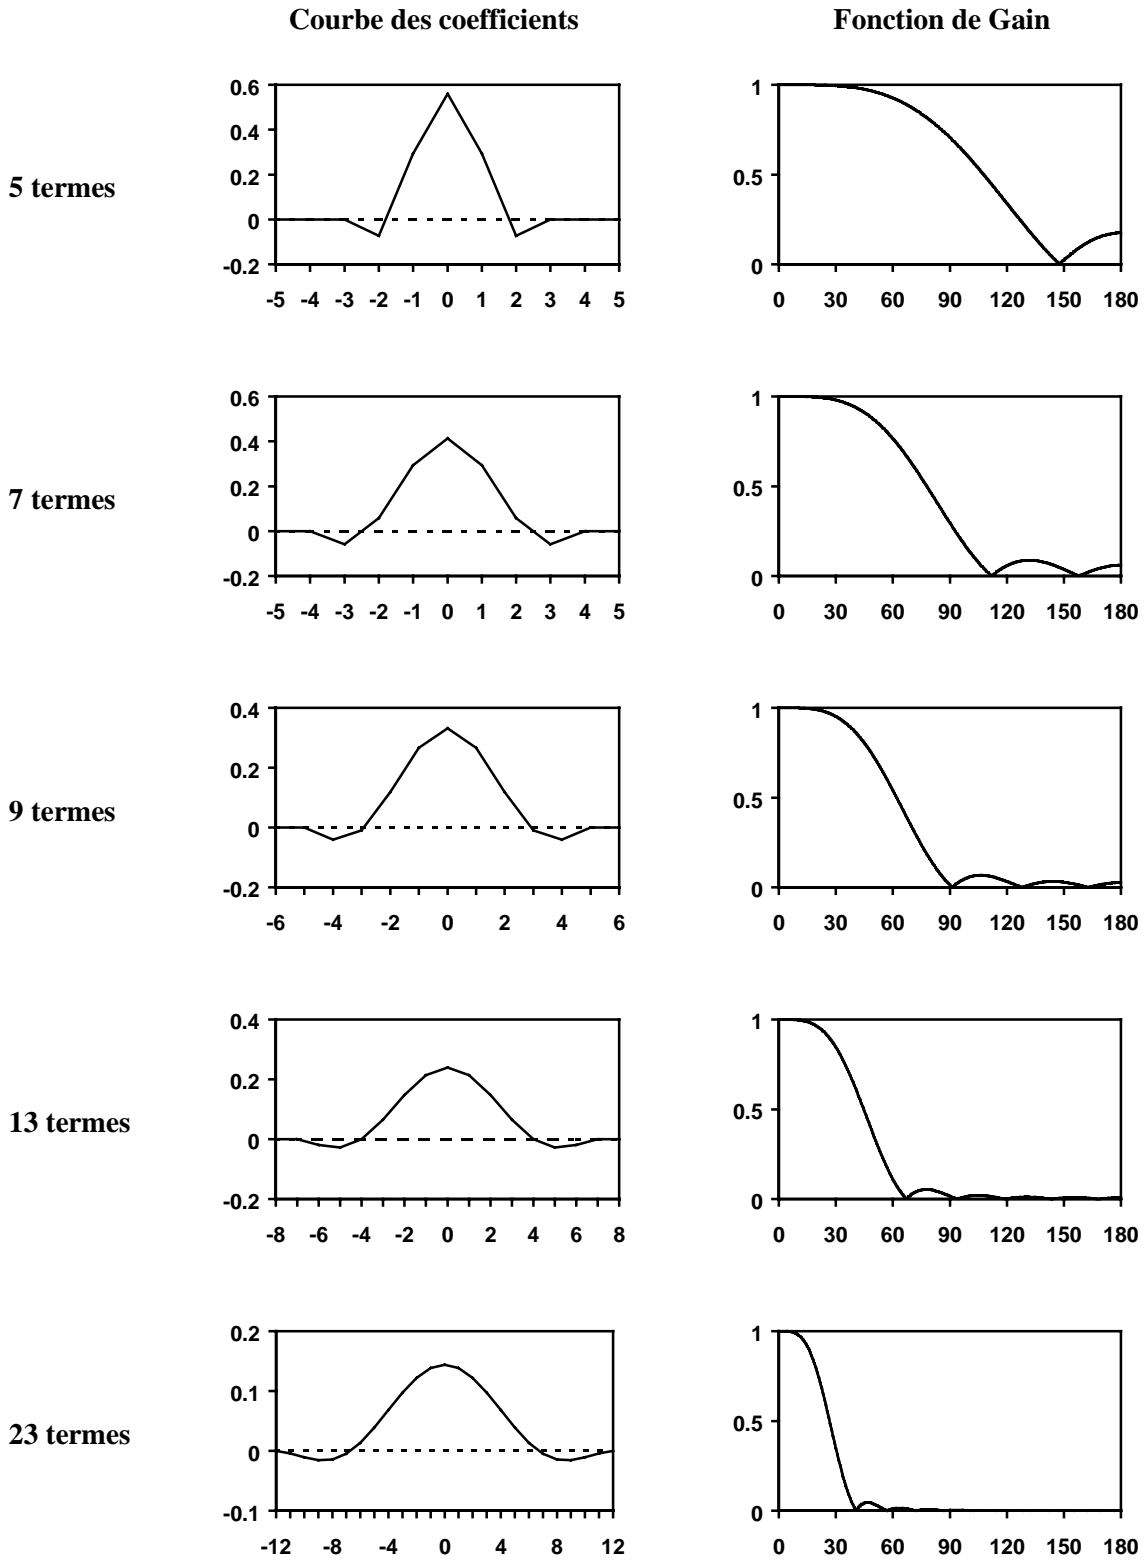 Courbe des coefficients Fonction de Gain
0.6
0.4
0.2
0
-0.2
-5 -4 -3 -2 -1 0 1 2 3 4 5
5 termes
1
0.5
0
0 30 60 90 120 150 180
0.6
0.4
0.2
0
-0.2
-5 -4 -3 -2 -1 0 1 2 3 4 5
7 termes
1
0.5
0
0 30 60 90 120 150 180
0.4
0.2
0
-0.2
-6 -4 -2 0 2 4 6
9 termes
1
0.5
0
0 30 60 90 120 150 180
0.4
0.2
0
-0.2
-8 -6 -4 -2 0 2 4 6 8
13 termes
1
0.5
0
0 30 60 90 120 150 180
0.2
0.1
0
-0.1
-12 -8 -4 0 4 8 12
23 termes
1
0.5
0
0 30 60 90 120 150 180